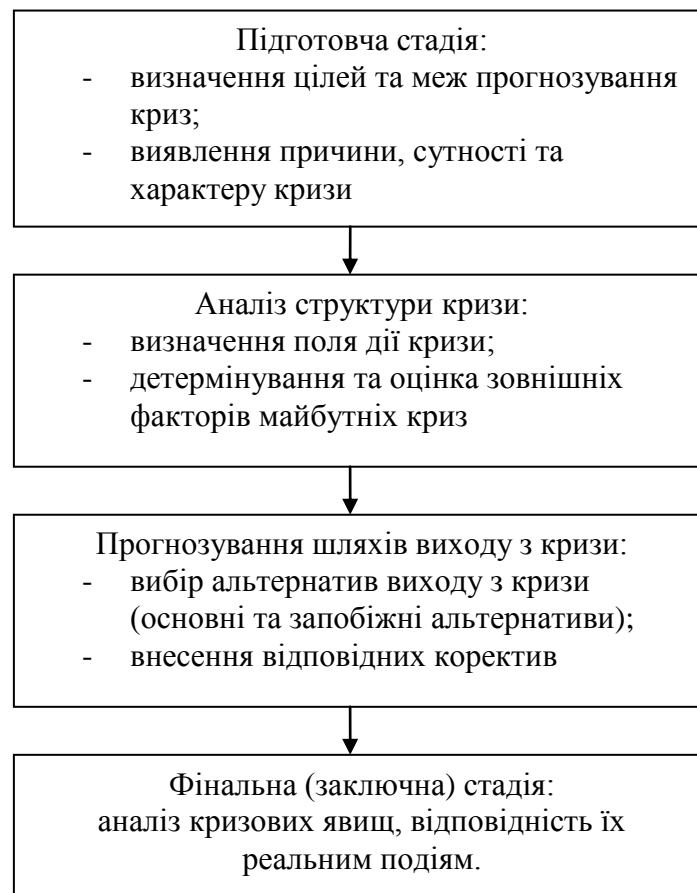 Підготовча стадія:
- визначення цілей та меж прогнозування
криз;
- виявлення причини, сутності та
характеру кризи
Аналіз структури кризи:
- визначення поля дії кризи;
- детермінування та оцінка зовнішніх
факторів майбутніх криз
Прогнозування шляхів виходу з кризи:
- вибір альтернатив виходу з кризи
(основні та запобіжні альтернативи);
- внесення відповідних коректив
Фінальна (заключна) стадія:
аналіз кризових явищ, відповідність їх
реальним подіям.